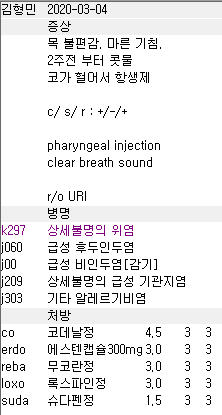 김형민 2020-03-04
증상
목 불편감, 마른 기침,
2주전 부터 콧물
코가 헐어서 항생제
c/ s/ r : +/-/+
pharyngeal injection
clear breath sound
r/o URI
병명
k297 상세불명의 위염
j060 급성 후두인두염
j00 급성 비인두염[감기]
j209 상세불명의 급성 기관지염
j303 기타 알레르기비염
처방
co 코데날정 4,5 3 3
erdo 에스텐캡슐300mg 3,0 3 3
reba 무코란정 3,0 3 3
loxo 록스파인정 3,0 3 3
suda 슈다펜정 1,5 3 3